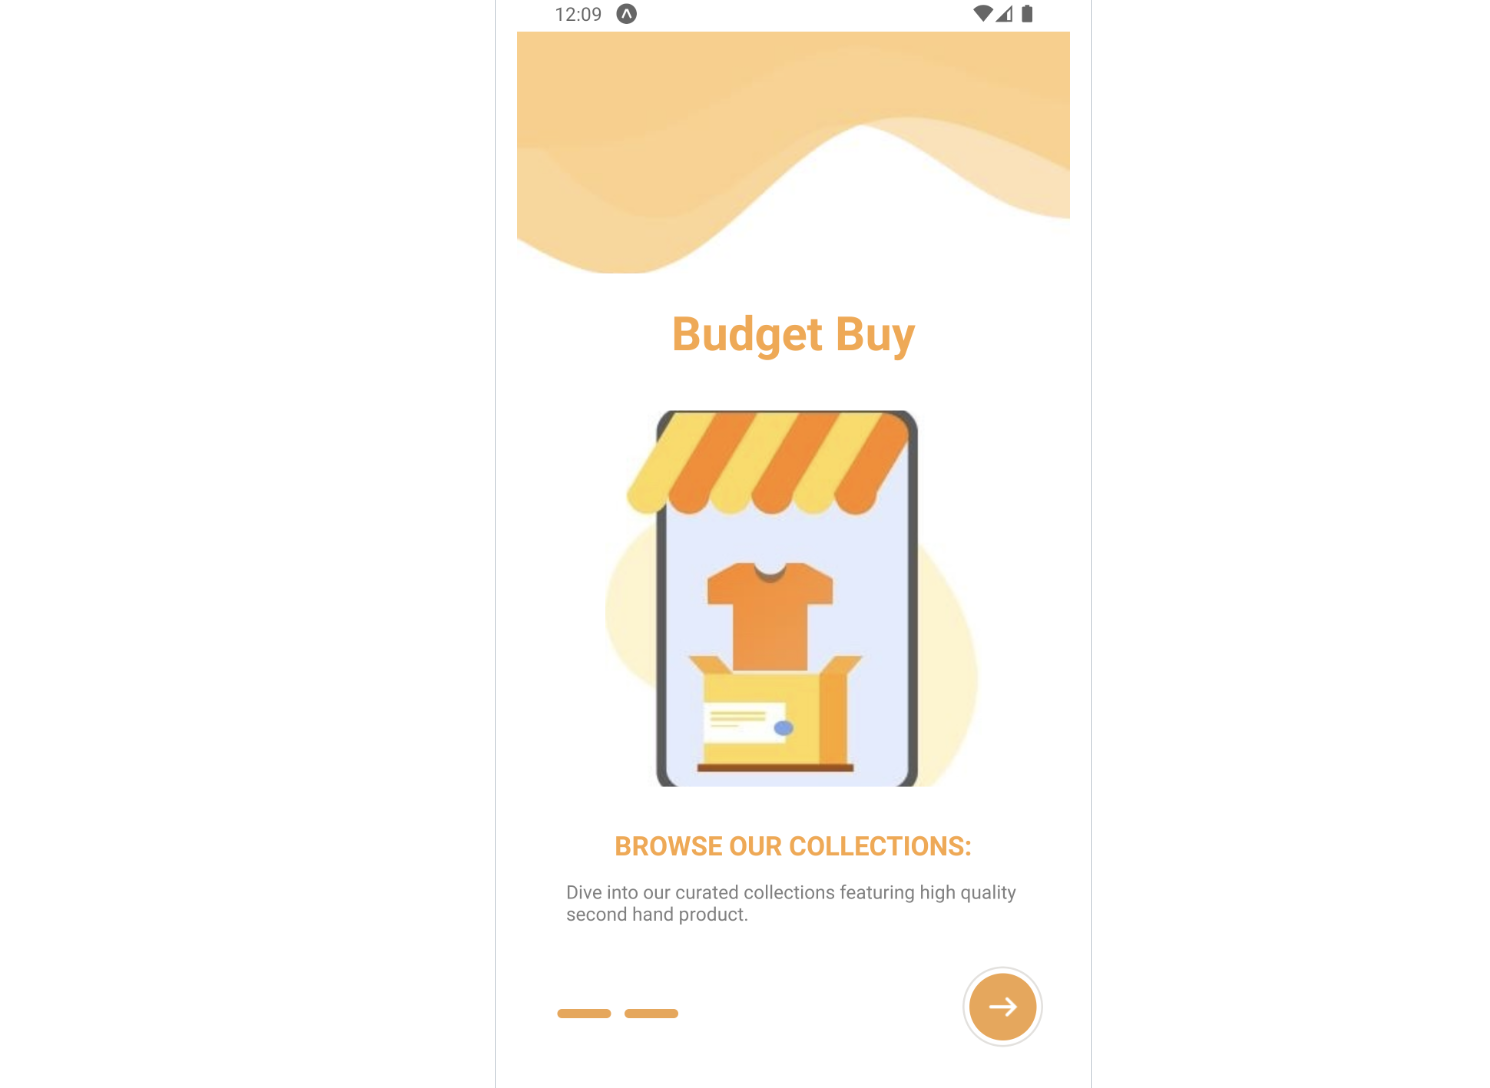 12:09
Budget Buy
BROWSE OUR COLLECTIONS:
Dive into our curated collections featuring high quality
second hand product.